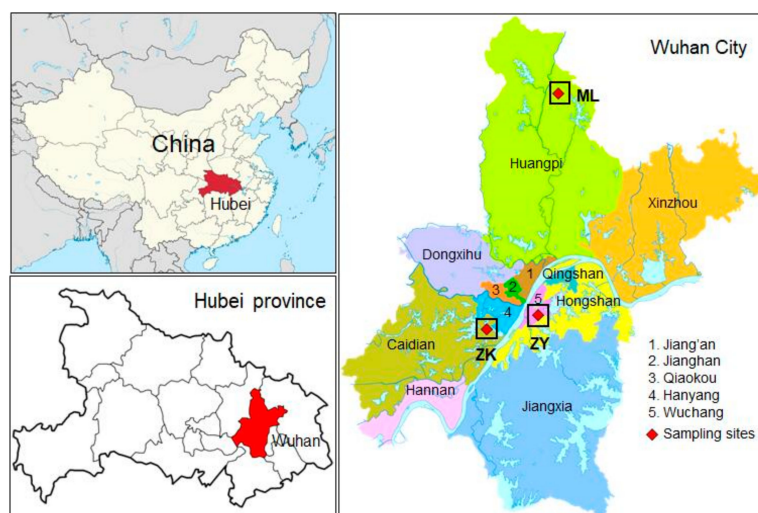 China
Hubei
Hubei province
Wuhan
Wuhan City
ML
Huangpi
Xinzhou
Dongxihu
1
Qingshan
2
3
Hongshan
5
4
Caidian
ZK
ZY
Hannan
Jiangxia
1. Jiang'an
2. Jianghan
3. Qiaokou
4. Hanyang
5. Wuchang
Sampling sites